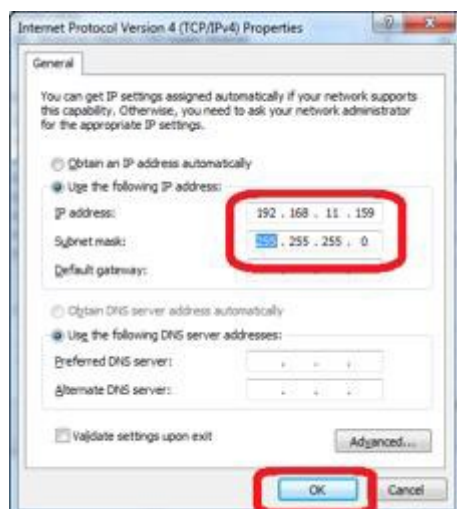 Internet Protocol Version 4 (TCP/IPv4) Properties
General
You can get IP settings assigned automatically if your network supports
this capability. Otherwise, you need to ask your network administrator
for the appropriate IP settings.
Obtain an IP address automatically
Use the following IP address:
IP address: 192 . 168 . 11 . 159
Subnet mask: 255 . 255 . 255 . 0
Default gateway: . . .
Obtain DNS server address automatically
Use the following DNS server addresses:
Preferred DNS server: . . .
Alternate DNS server: . . .
Validate settings upon exit
Advanced...
OK Cancel